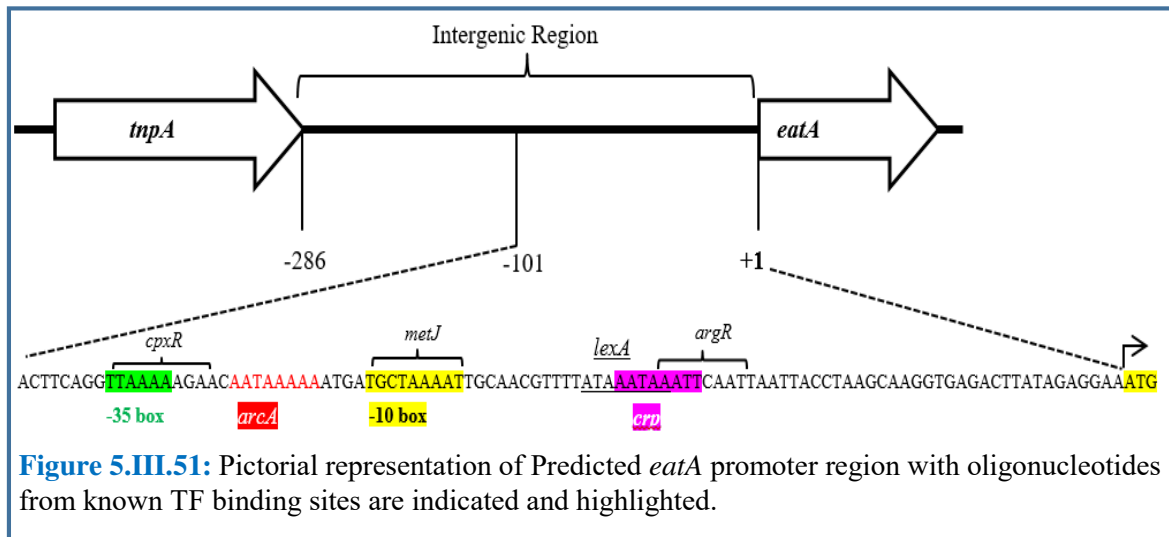 Intergenic Region
tnpA
eatA
-286
-101
+1
cpxR
metJ
lexA
argR
ACTTCAGGTTAAAAAGAACAATAAAAAATGATGCTAAAATTGCAACGTTTTATAAATAAATTCAATTAATTACCTAAGCAAGGTGAGACTTATAGAGGAAATG
-35 box
arcA
-10 box
crp
Figure 5.III.51: Pictorial representation of Predicted eatA promoter region with oligonucleotides
from known TF binding sites are indicated and highlighted.